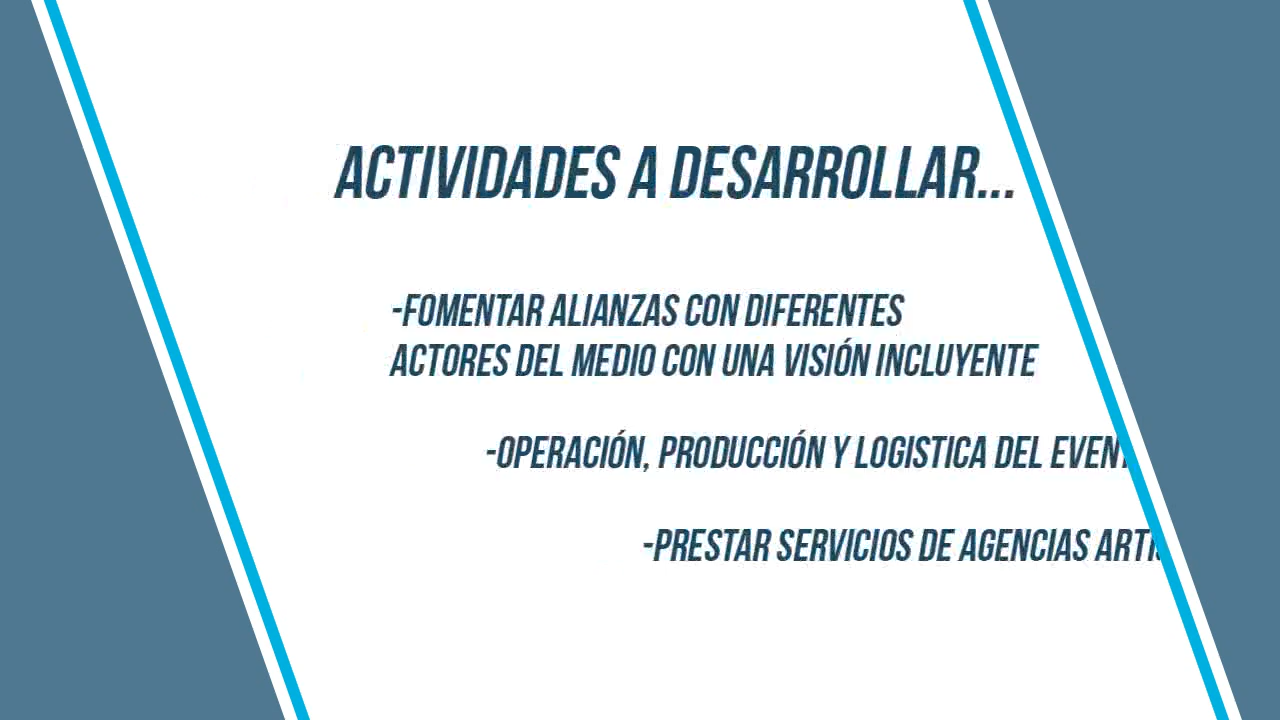 ACTIVIDADES A DESARROLLAR...
-FOMENTAR ALIANZAS CON DIFERENTES
ACTORES DEL MEDIO CON UNA VISIÓN INCLUYENTE
-OPERACIÓN, PRODUCCIÓN Y LOGISTICA DEL
-PRESTAR SERVICIOS DE AGENCIAS